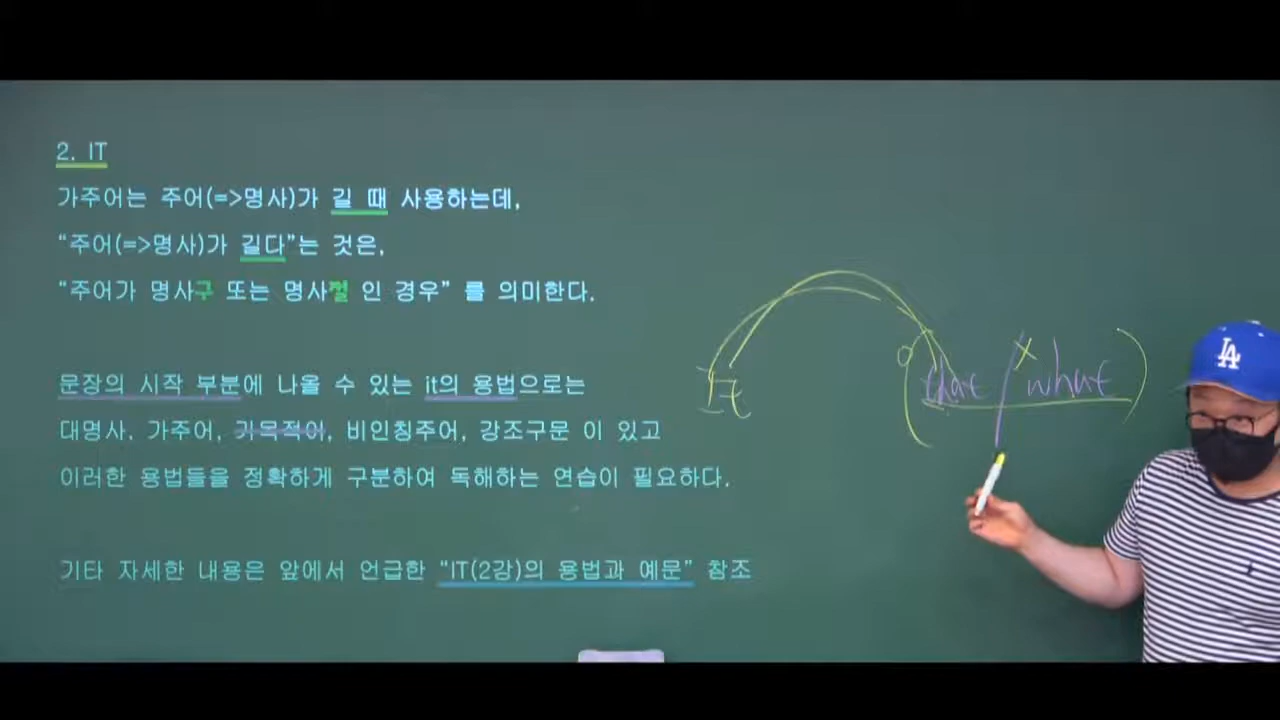 2. IT
가주어는 주어(=>명사)가 길 때 사용하는데,
“주어(=>명사)가 길다”는 것은,
“주어가 명사구 또는 명사절 인 경우” 를 의미한다.
It (that / what)
문장의 시작 부분에 나올 수 있는 it의 용법으로는
대명사, 가주어, 가목적어, 비인칭주어, 강조구문 이 있고
이러한 용법들을 정확하게 구분하여 독해하는 연습이 필요하다.
기타 자세한 내용은 앞에서 언급한 “IT(2강)의 용법과 예문” 참조
LA